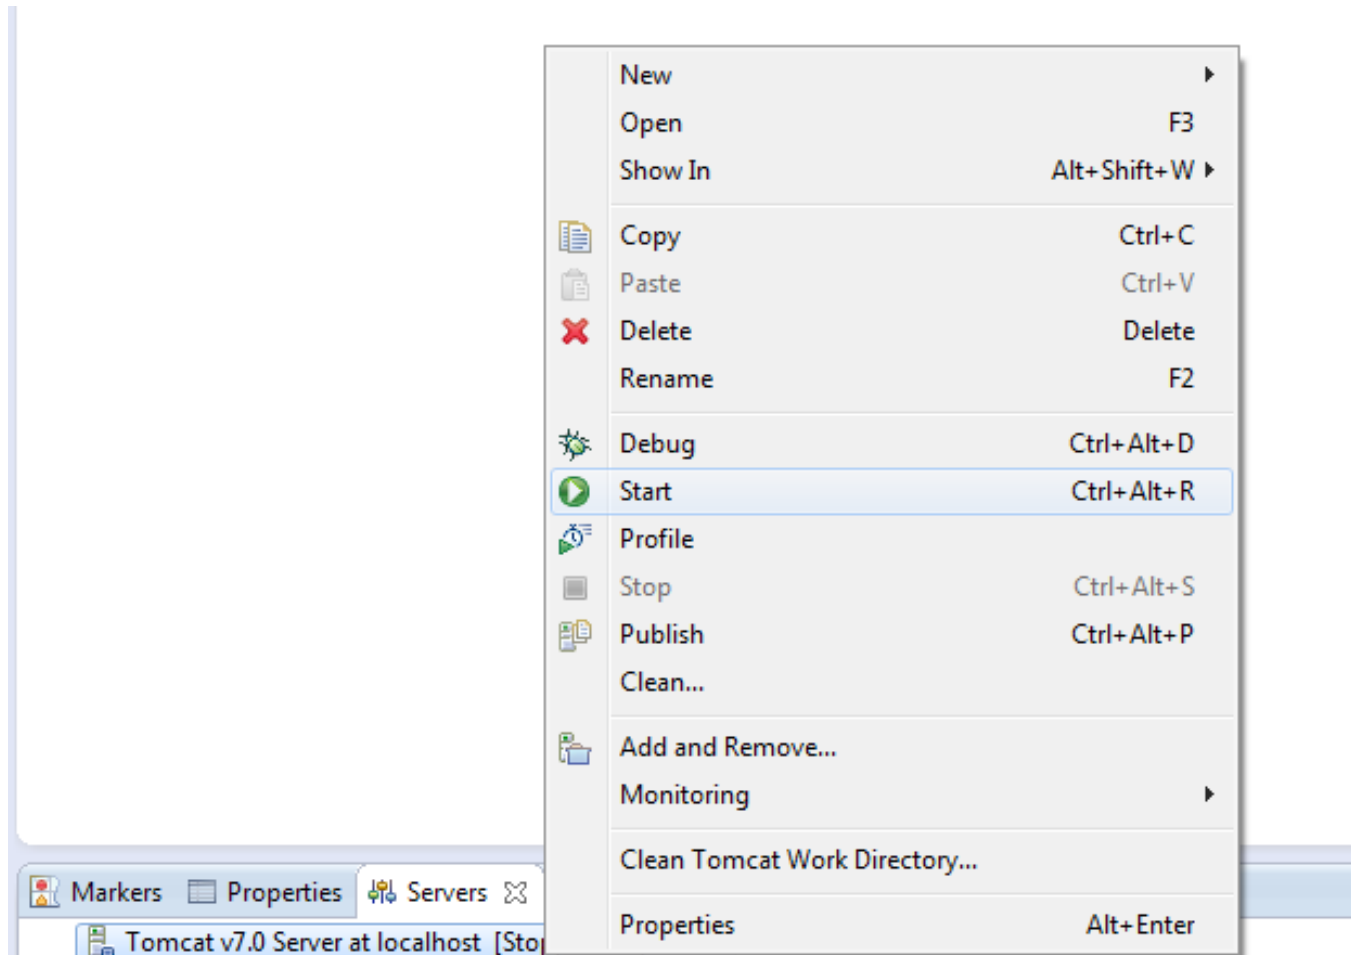 New
Open F3
Show In Alt+Shift+W
Copy Ctrl+C
Paste Ctrl+V
Delete Delete
Rename F2
Debug Ctrl+Alt+D
Start Ctrl+Alt+R
Profile
Stop Ctrl+Alt+S
Publish Ctrl+Alt+P
Clean...
Add and Remove...
Monitoring
Clean Tomcat Work Directory...
Properties Alt+Enter
Markers Properties Servers
Tomcat v7.0 Server at localhost [Sto